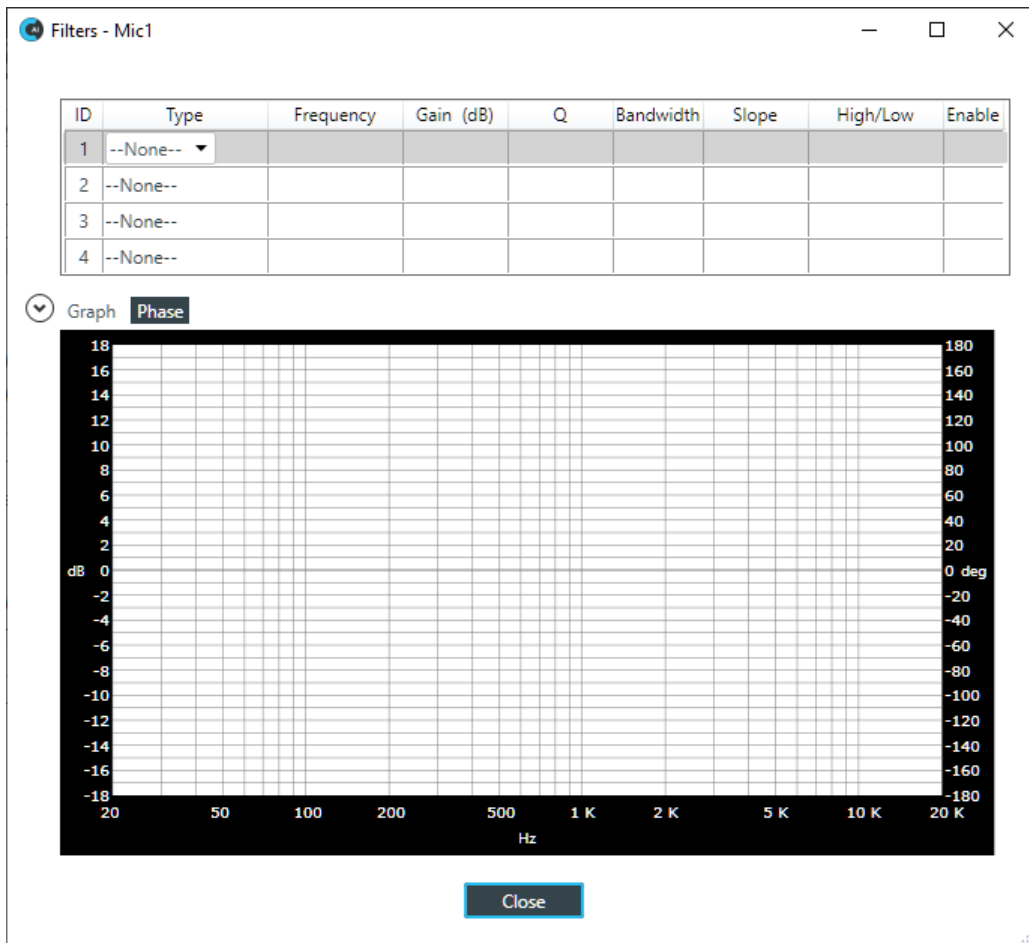 AI Filters - Mic1
ID Type Frequency Gain (dB) Q Bandwidth Slope High/Low Enable
1 --None--
2 --None--
3 --None--
4 --None--
Graph Phase
18 180
16 160
14 140
12 120
10 100
8 80
6 60
4 40
2 20
dB 0 0 deg
-2 -20
-4 -40
-6 -60
-8 -80
-10 -100
-12 -120
-14 -140
-16 -160
-18 -180
20 50 100 200 500 1 K 2 K 5 K 10 K 20 K
Hz
Close